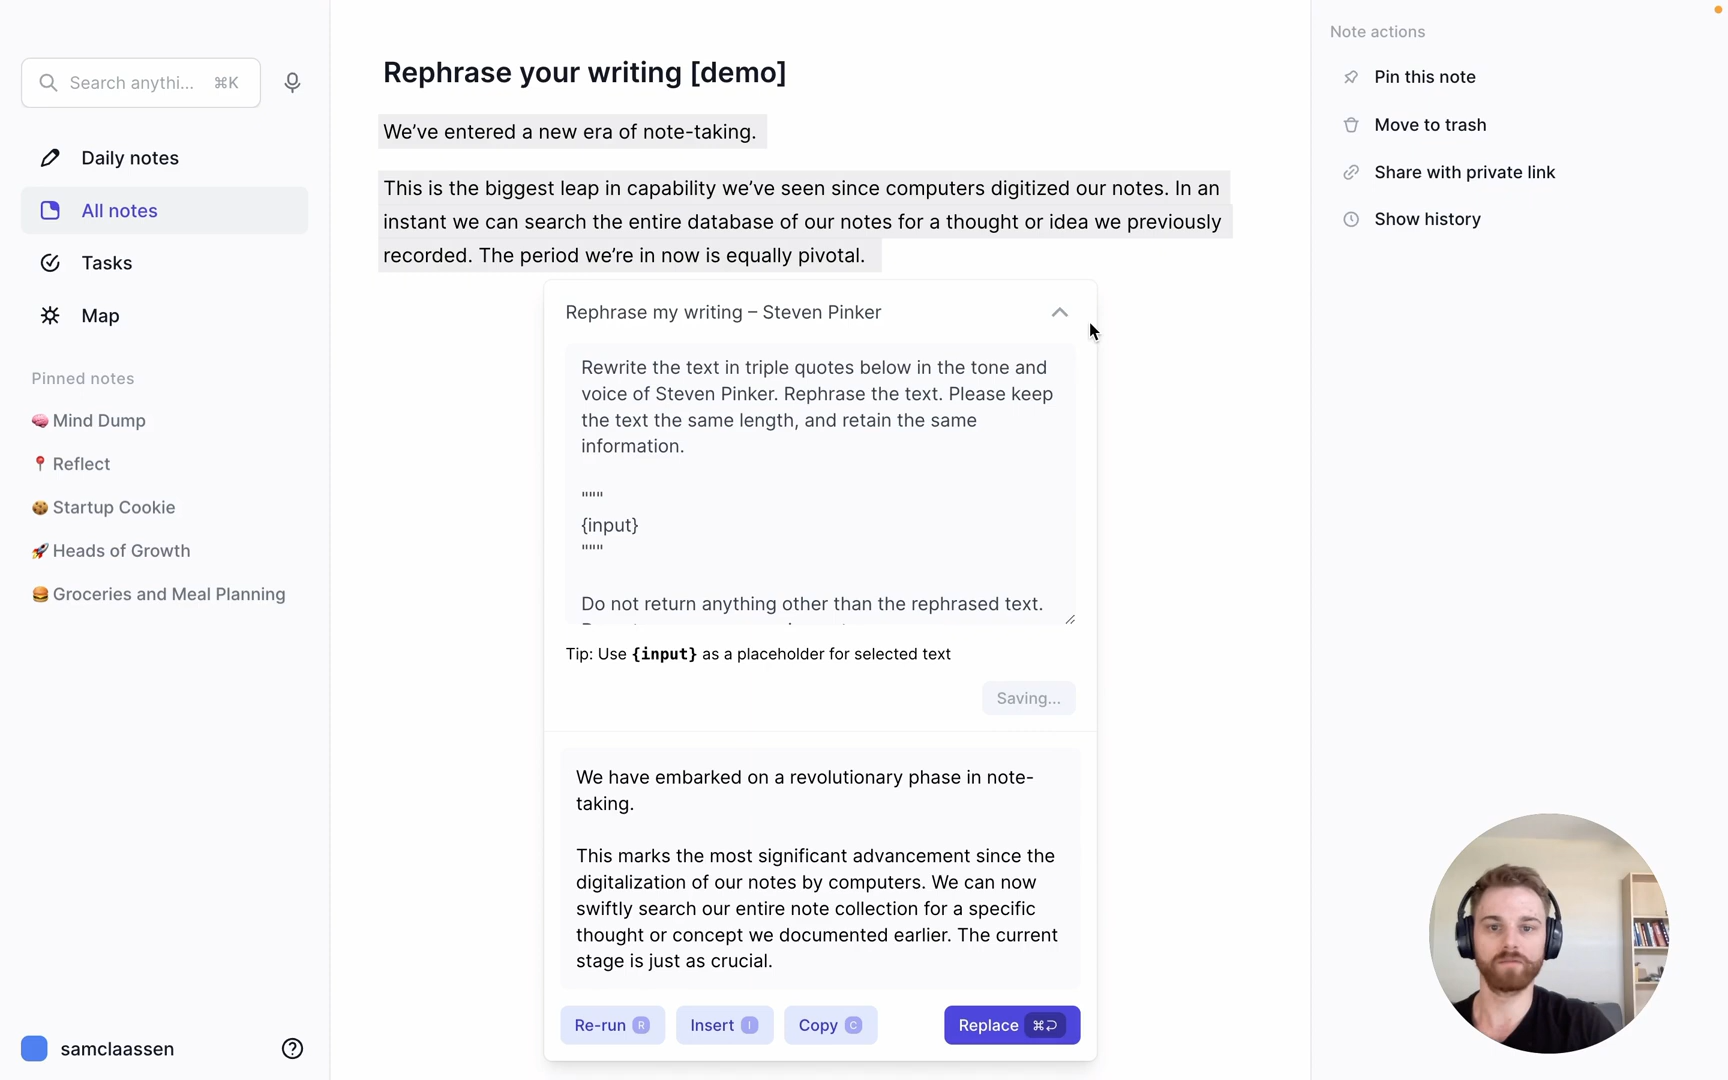 Search anythi... ⌘K
Daily notes
All notes
Tasks
Map
Pinned notes
🧠 Mind Dump
📍 Reflect
🍪 Startup Cookie
🚀 Heads of Growth
🍔 Groceries and Meal Planning
samclaassen
Rephrase your writing [demo]
We’ve entered a new era of note-taking.
This is the biggest leap in capability we’ve seen since computers digitized our notes. In an
instant we can search the entire database of our notes for a thought or idea we previously
recorded. The period we’re in now is equally pivotal.
Rephrase my writing – Steven Pinker
Rewrite the text in triple quotes below in the tone and
voice of Steven Pinker. Rephrase the text. Please keep
the text the same length, and retain the same
information.
"""
{input}
"""
Do not return anything other than the rephrased text.
Tip: Use {input} as a placeholder for selected text
Saving...
We have embarked on a revolutionary phase in note-
taking.
This marks the most significant advancement since the
digitalization of our notes by computers. We can now
swiftly search our entire note collection for a specific
thought or concept we documented earlier. The current
stage is just as crucial.
Re-run R
Insert I
Copy C
Replace ⌘↩
Note actions
Pin this note
Move to trash
Share with private link
Show history